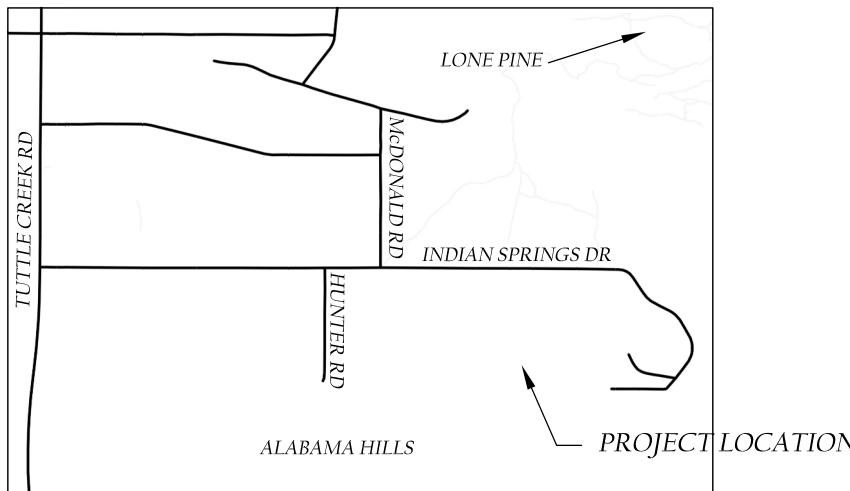 LONE PINE
TUTTLE CREEK RD
McDONALD RD
INDIAN SPRINGS DR
HUNTER RD
ALABAMA HILLS
PROJECT LOCATION